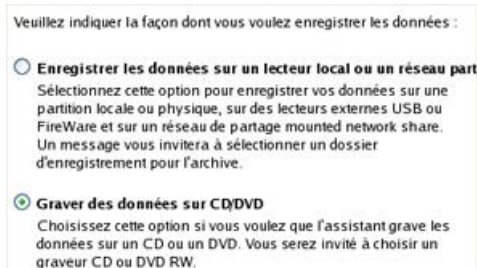 Veuillez indiquer la façon dont vous voulez enregistrer les données :
Enregistrer les données sur un lecteur local ou un réseau part
Sélectionnez cette option pour enregistrer vos données sur une
partition locale ou physique, sur des lecteurs externes USB ou
FireWare et sur un réseau de partage mounted network share.
Un message vous invitera à sélectionner un dossier
d'enregistrement pour l'archive.
Graver des données sur CD/DVD
Choisissez cette option si vous voulez que l'assistant grave les
données sur un CD ou un DVD. Vous serez invité à choisir un
graveur CD ou DVD RW.